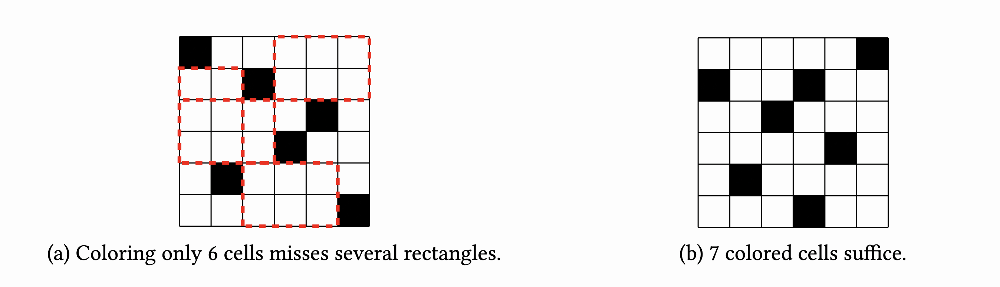 (a) Coloring only 6 cells misses several rectangles.
(b) 7 colored cells suffice.